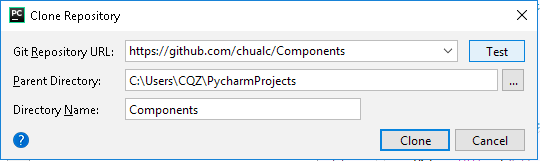 PC Clone Repository
Git Repository URL: https://github.com/chualc/Components Test
Parent Directory: C:\Users\CQZ\PycharmProjects ...
Directory Name: Components
? Clone Cancel